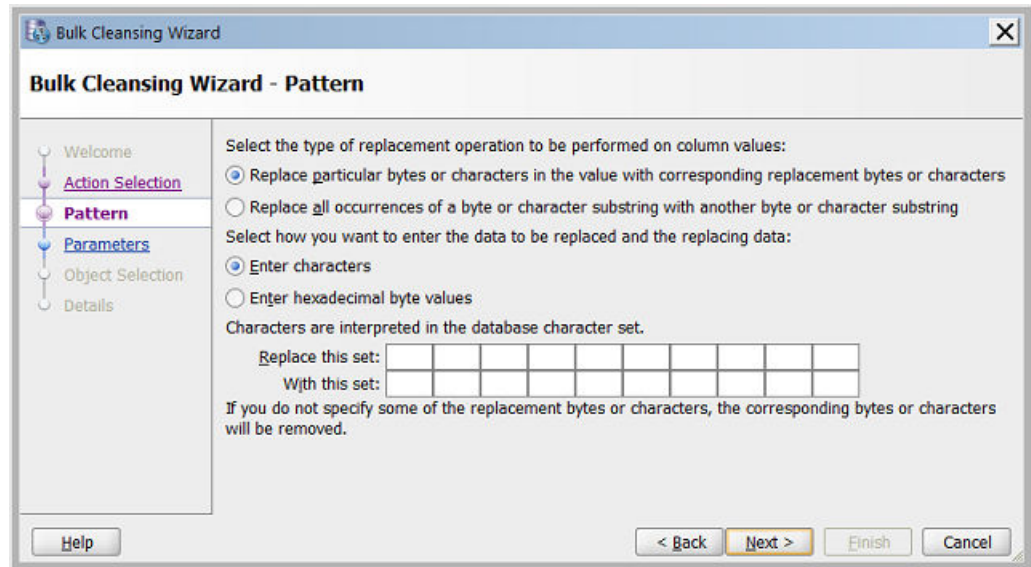 Bulk Cleansing Wizard
Bulk Cleansing Wizard - Pattern
Welcome
Action Selection
Pattern
Parameters
Object Selection
Details
Select the type of replacement operation to be performed on column values:
Replace particular bytes or characters in the value with corresponding replacement bytes or characters
Replace all occurrences of a byte or character substring with another byte or character substring
Select how you want to enter the data to be replaced and the replacing data:
Enter characters
Enter hexadecimal byte values
Characters are interpreted in the database character set.
Replace this set:
With this set:
If you do not specify some of the replacement bytes or characters, the corresponding bytes or characters
will be removed.
Help
< Back
Next >
Finish
Cancel